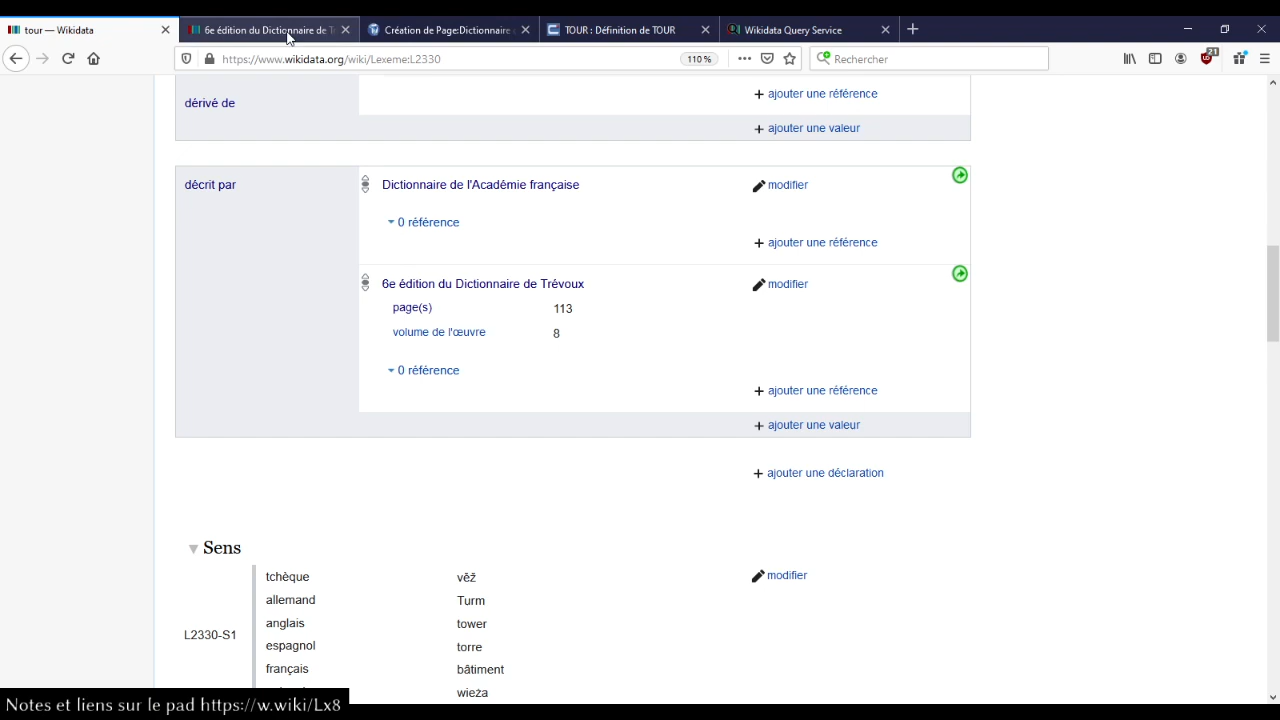 tour — Wikidata
6e édition du Dictionnaire de T
Création de Page:Dictionnaire
TOUR : Définition de TOUR
Wikidata Query Service
https://www.wikidata.org/wiki/Lexeme:L2330
110 %
Rechercher
21
dérivé de
+ ajouter une référence
+ ajouter une valeur
décrit par
Dictionnaire de l'Académie française
modifier
0 référence
+ ajouter une référence
6e édition du Dictionnaire de Trévoux
modifier
page(s) 113
volume de l'œuvre 8
0 référence
+ ajouter une référence
+ ajouter une valeur
+ ajouter une déclaration
Sens
L2330-S1
tchèque věž
modifier
allemand Turm
anglais tower
espagnol torre
français bâtiment
wieża
Notes et liens sur le pad https://w.wiki/Lx8